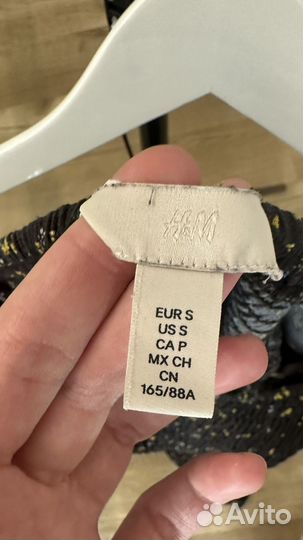 H&M
EUR S
US S
CA P
MX CH
CN
165/88A
Avito